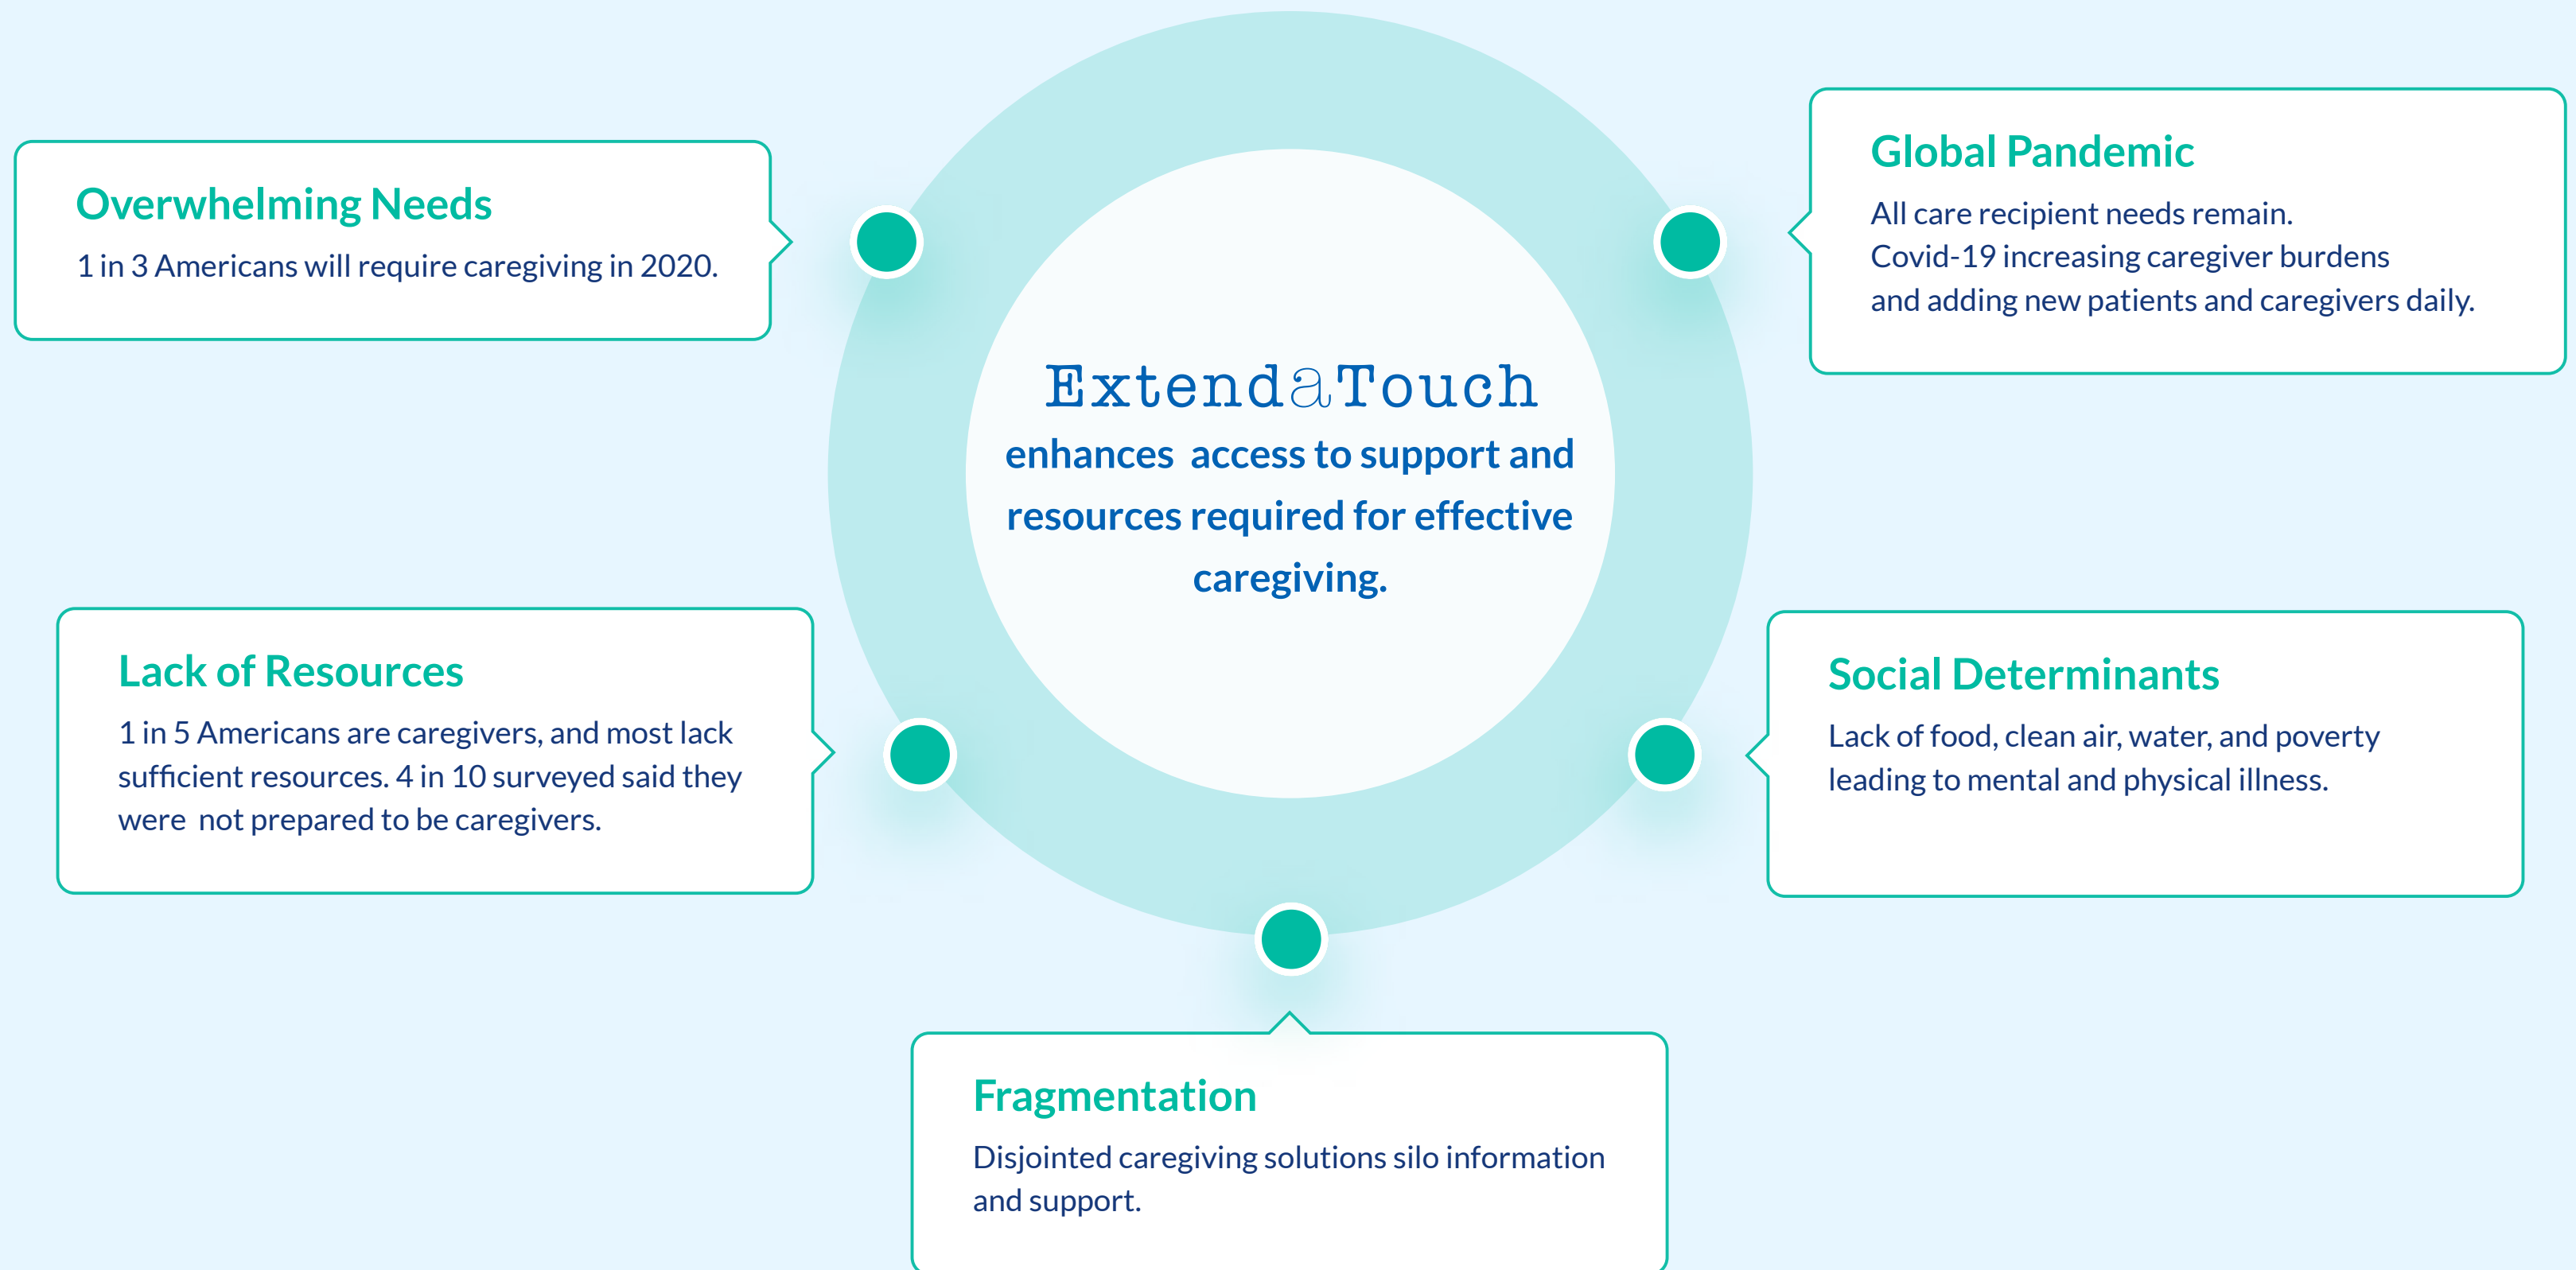 Overwhelming Needs
1 in 3 Americans will require caregiving in 2020.
Global Pandemic
All care recipient needs remain.
Covid-19 increasing caregiver burdens
and adding new patients and caregivers daily.
ExtendaTouch
enhances  access to support and
resources required for effective
caregiving.
Lack of Resources
1 in 5 Americans are caregivers, and most lack
sufficient resources. 4 in 10 surveyed said they
were  not prepared to be caregivers.
Social Determinants
Lack of food, clean air, water, and poverty
leading to mental and physical illness.
Fragmentation
Disjointed caregiving solutions silo information
and support.